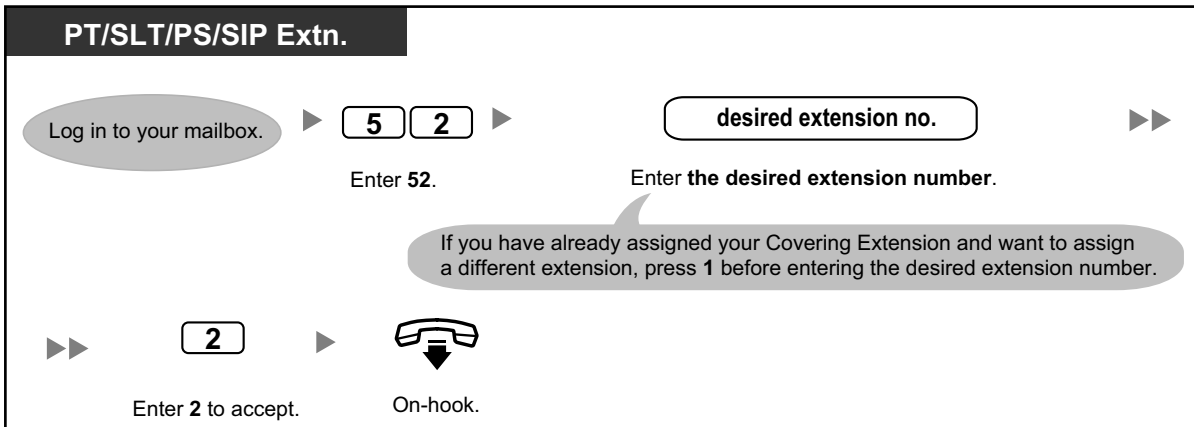 PT/SLT/PS/SIP Extn.
Log in to your mailbox.
5 2
desired extension no.
Enter 52.
Enter the desired extension number.
If you have already assigned your Covering Extension and want to assign
a different extension, press 1 before entering the desired extension number.
2
Enter 2 to accept.
On-hook.